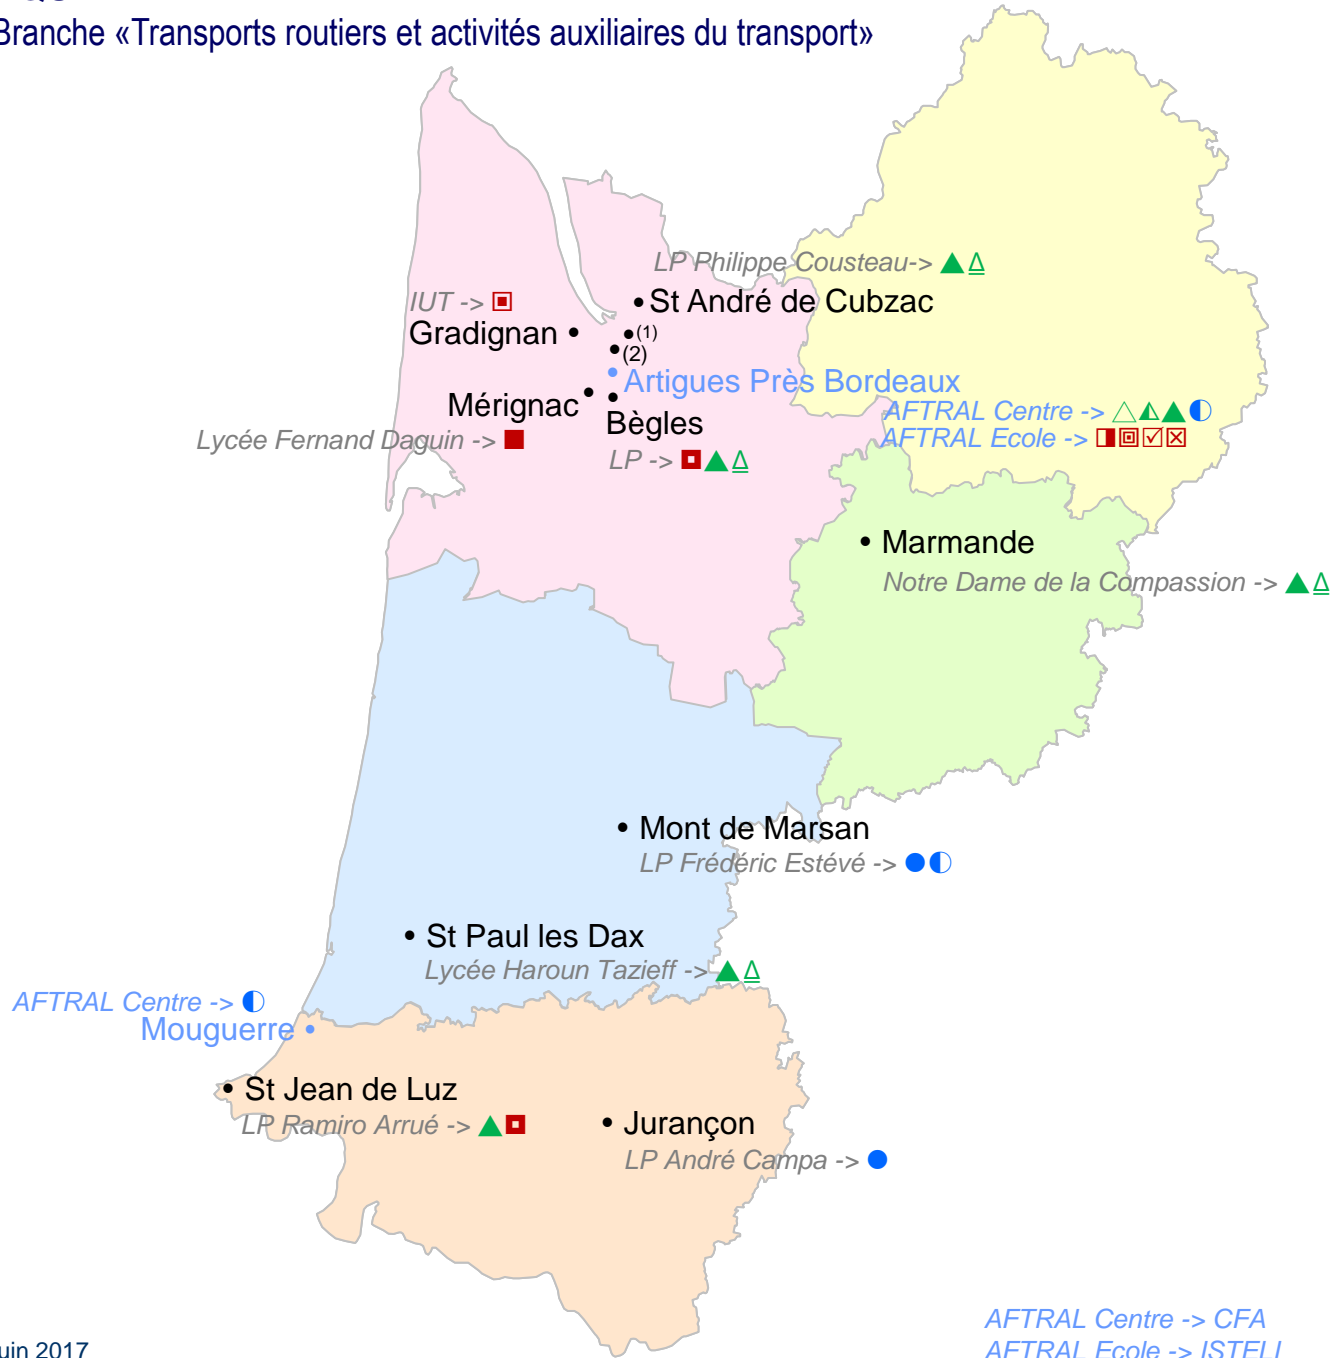 Branche «Transports routiers et activités auxiliaires du transport»
LP Philippe Cousteau->
IUT ->
St André de Cubzac
Gradignan
(1)
(2)
Artigues Près Bordeaux
Mérignac
AFTRAL Centre ->
Bègles
Lycée Fernand Daguin ->
AFTRAL Ecole ->
LP ->
Marmande
Notre Dame de la Compassion ->
Mont de Marsan
LP Frédéric Estévé ->
St Paul les Dax
Lycée Haroun Tazieff ->
AFTRAL Centre ->
Mouguerre
St Jean de Luz
LP Ramiro Arrué ->
Jurançon
LP André Campa ->
AFTRAL Centre -> CFA
AFTRAL Ecole -> ISTELI
uin 2017